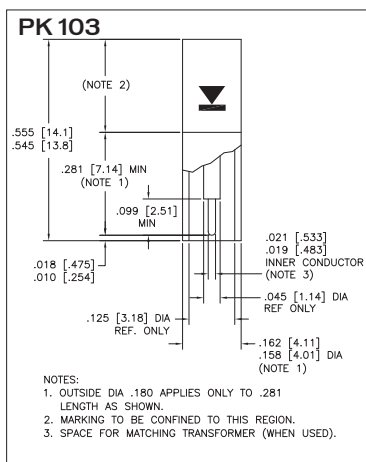 PK 103
(NOTE 2)
.555 [14.1]
.545 [13.8]
.281 [7.14] MIN
(NOTE 1)
.099 [2.51]
MIN
.021 [.533]
.019 [.483]
INNER CONDUCTOR
(NOTE 3)
.018 [.475]
.010 [.254]
.045 [1.14] DIA
REF ONLY
.125 [3.18] DIA
REF. ONLY
.162 [4.11]
.158 [4.01] DIA
(NOTE 1)
NOTES:
1. OUTSIDE DIA .180 APPLIES ONLY TO .281
LENGTH AS SHOWN.
2. MARKING TO BE CONFINED TO THIS REGION.
3. SPACE FOR MATCHING TRANSFORMER (WHEN USED).